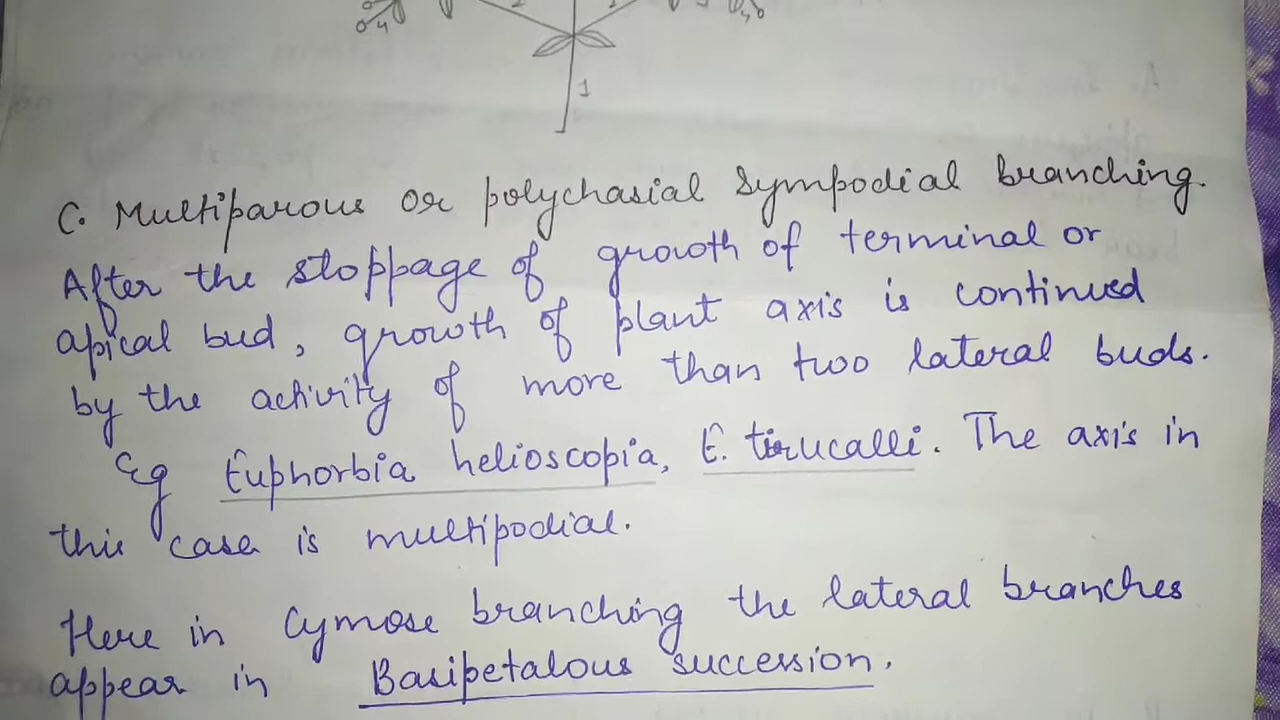 1
C. Multiparous or polychasial Sympodial branching.
After the stoppage of growth of terminal or
apical bud, growth of plant axis is continued
by the activity of more than two lateral buds.
Eg Euphorbia helioscopia, E. tirucalli. The axis in
this case is multipodial.
Here in Cymose branching the lateral branches
appear in Basipetalous succession.